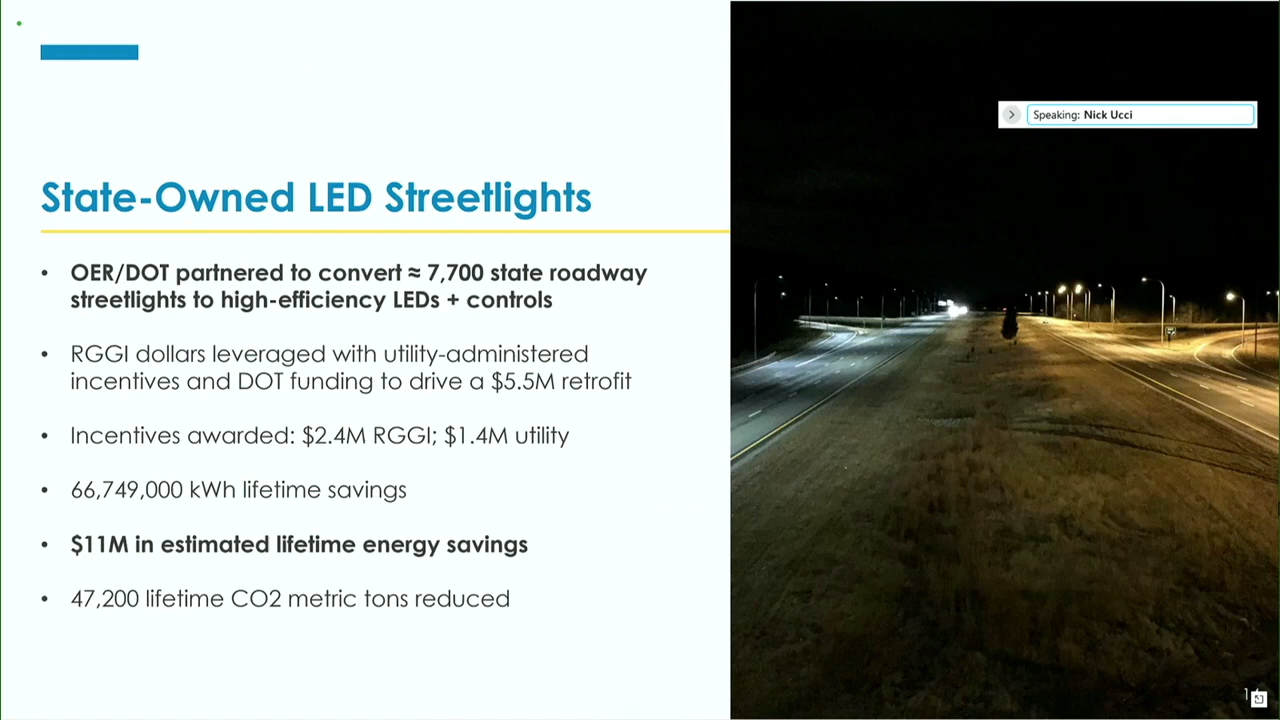 Speaking: Nick Ucci
State-Owned LED Streetlights
• OER/DOT partnered to convert ≈ 7,700 state roadway
streetlights to high-efficiency LEDs + controls
• RGGI dollars leveraged with utility-administered
incentives and DOT funding to drive a $5.5M retrofit
• Incentives awarded: $2.4M RGGI; $1.4M utility
• 66,749,000 kWh lifetime savings
• $11M in estimated lifetime energy savings
• 47,200 lifetime CO2 metric tons reduced